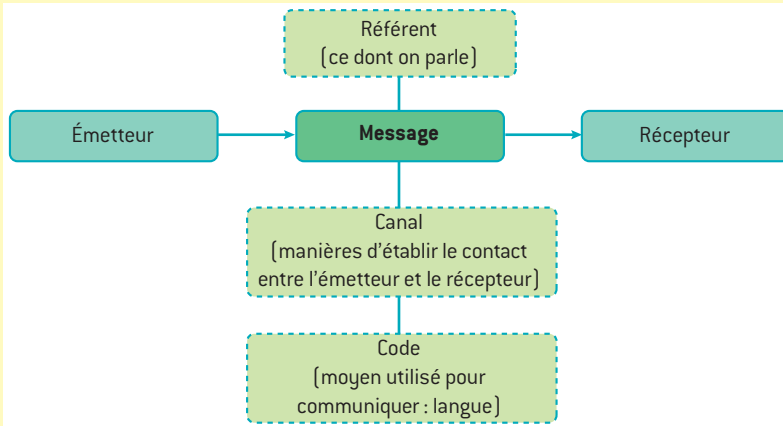 Référent
(ce dont on parle)
Émetteur
Message
Récepteur
Canal
(manières d'établir le contact
entre l'émetteur et le récepteur)
Code
(moyen utilisé pour
communiquer : langue)